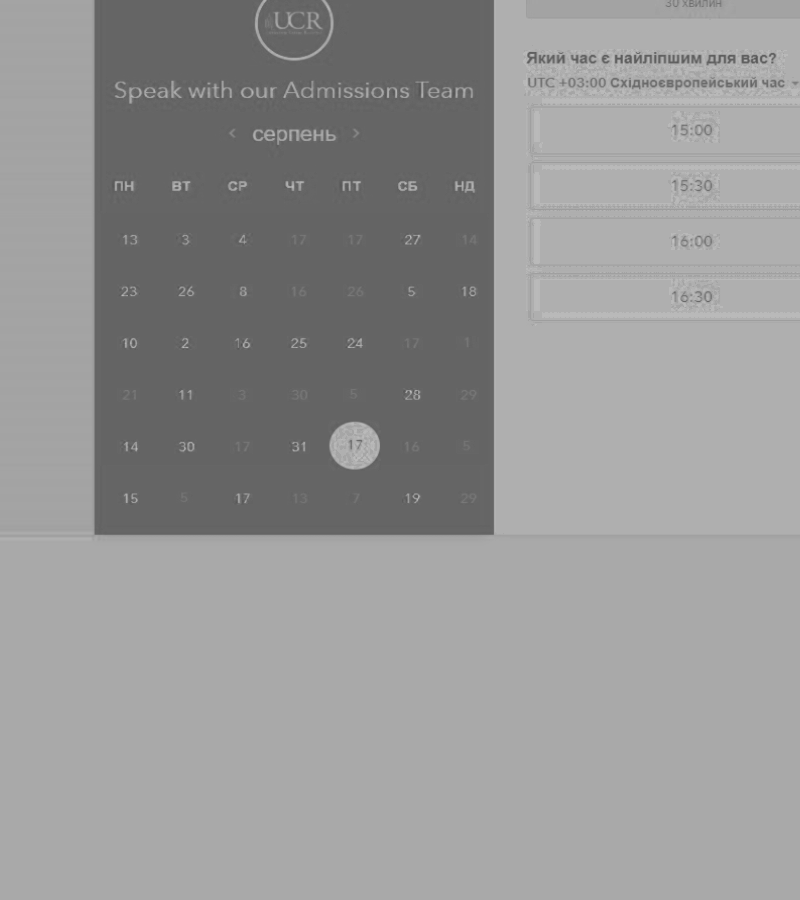 UCR
Speak with our Admissions Team
< серпень >
ПН ВТ СР ЧТ ПТ СБ НД
13 3 4 17 17 27 14
23 26 8 16 26 5 18
10 2 16 25 24 17 1
21 11 3 30 5 28 29
14 30 17 31 17 16 5
15 5 17 13 7 19 29
30 хвилин
Який час є найліпшим для вас?
UTC +03:00 Східноєвропейський час
15:00
15:30
16:00
16:30